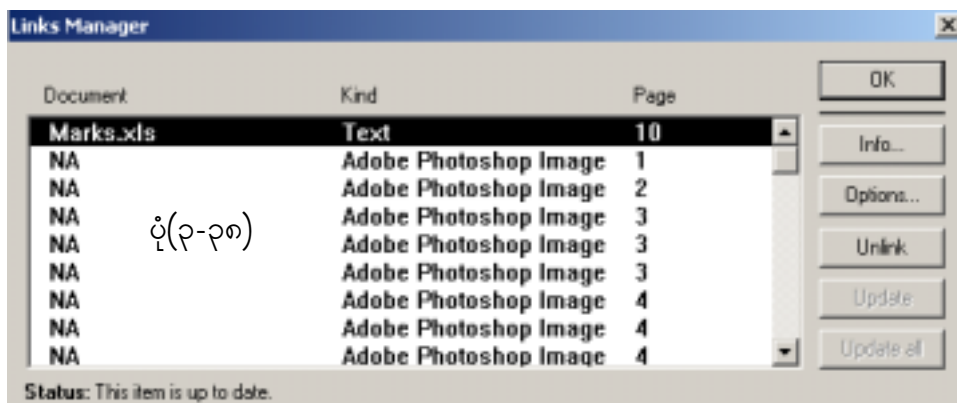 Links Manager
Document Kind Page
OK
Marks.xls Text 10
Info...
NA Adobe Photoshop Image 1
NA Adobe Photoshop Image 2
Options...
NA Adobe Photoshop Image 3
ပုံ(၃-၃၈)
NA Adobe Photoshop Image 3
Unlink
NA Adobe Photoshop Image 3
NA Adobe Photoshop Image 4
Update
NA Adobe Photoshop Image 4
NA Adobe Photoshop Image 4
Update all
Status: This item is up to date.